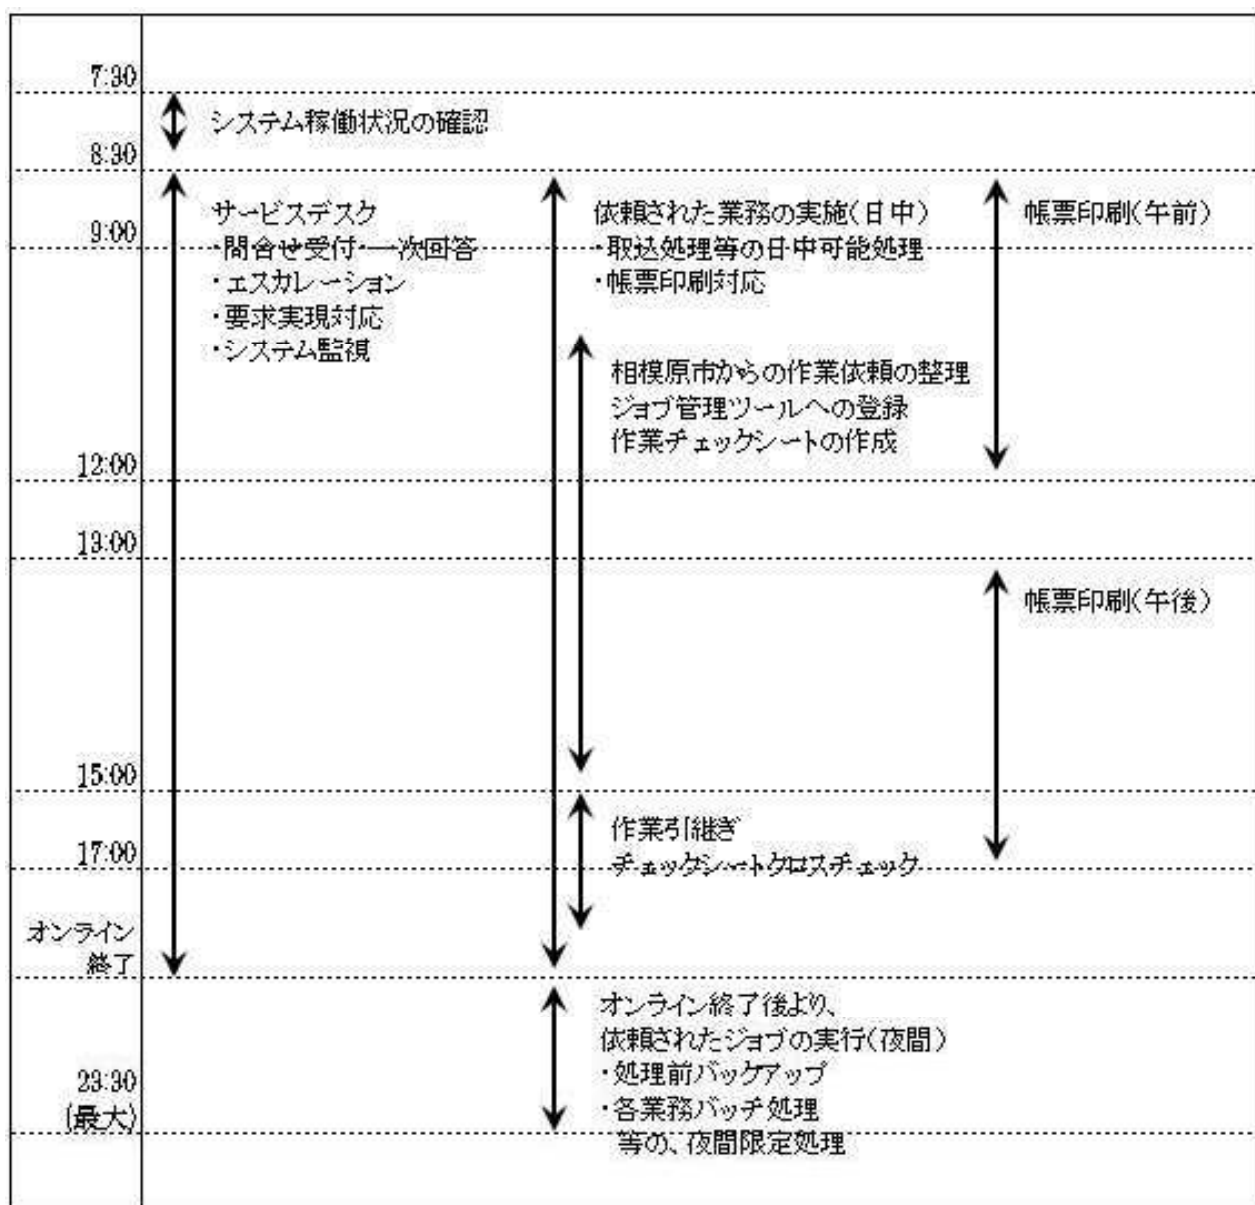 7:30
システム稼働状況の確認
8:30
サービスデスク
・問合せ受付・一次回答
・エスカレーション
・要求実現対応
・システム監視
依頼された業務の実施(日中)
・取込処理等の日中可能処理
・帳票印刷対応
帳票印刷(午前)
9:00
相模原市からの作業依頼の整理
ジョブ管理ツールへの登録
作業チェックシートの作成
12:00
13:00
帳票印刷(午後)
15:00
作業引継ぎ
チェックシートクロスチェック
17:00
オンライン
終了
オンライン終了後より、
依頼されたジョブの実行(夜間)
・処理前バックアップ
・各業務バッチ処理
等の、夜間限定処理
23:30
(最大)